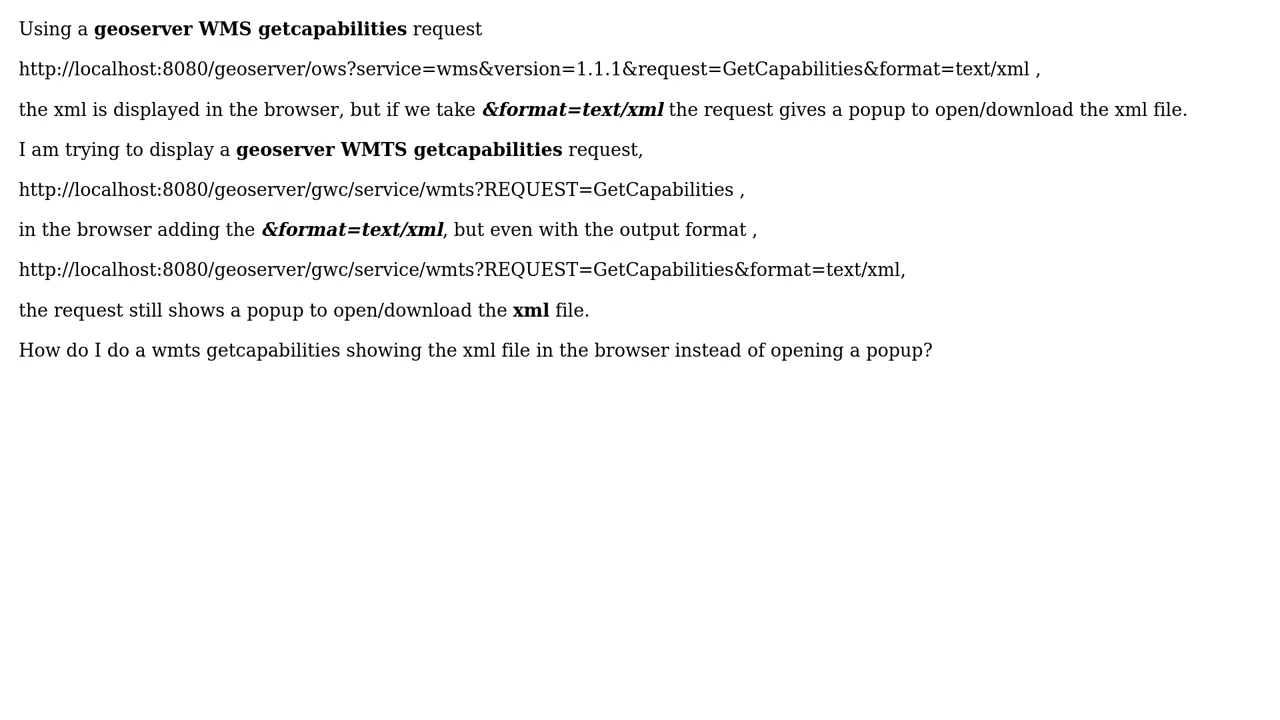 Using a geoserver WMS getcapabilities request
http://localhost:8080/geoserver/ows?service=wms&version=1.1.1&request=GetCapabilities&format=text/xml ,
the xml is displayed in the browser, but if we take &format=text/xml the request gives a popup to open/download the xml file.
I am trying to display a geoserver WMTS getcapabilities request,
http://localhost:8080/geoserver/gwc/service/wmts?REQUEST=GetCapabilities ,
in the browser adding the &format=text/xml, but even with the output format ,
http://localhost:8080/geoserver/gwc/service/wmts?REQUEST=GetCapabilities&format=text/xml,
the request still shows a popup to open/download the xml file.
How do I do a wmts getcapabilities showing the xml file in the browser instead of opening a popup?